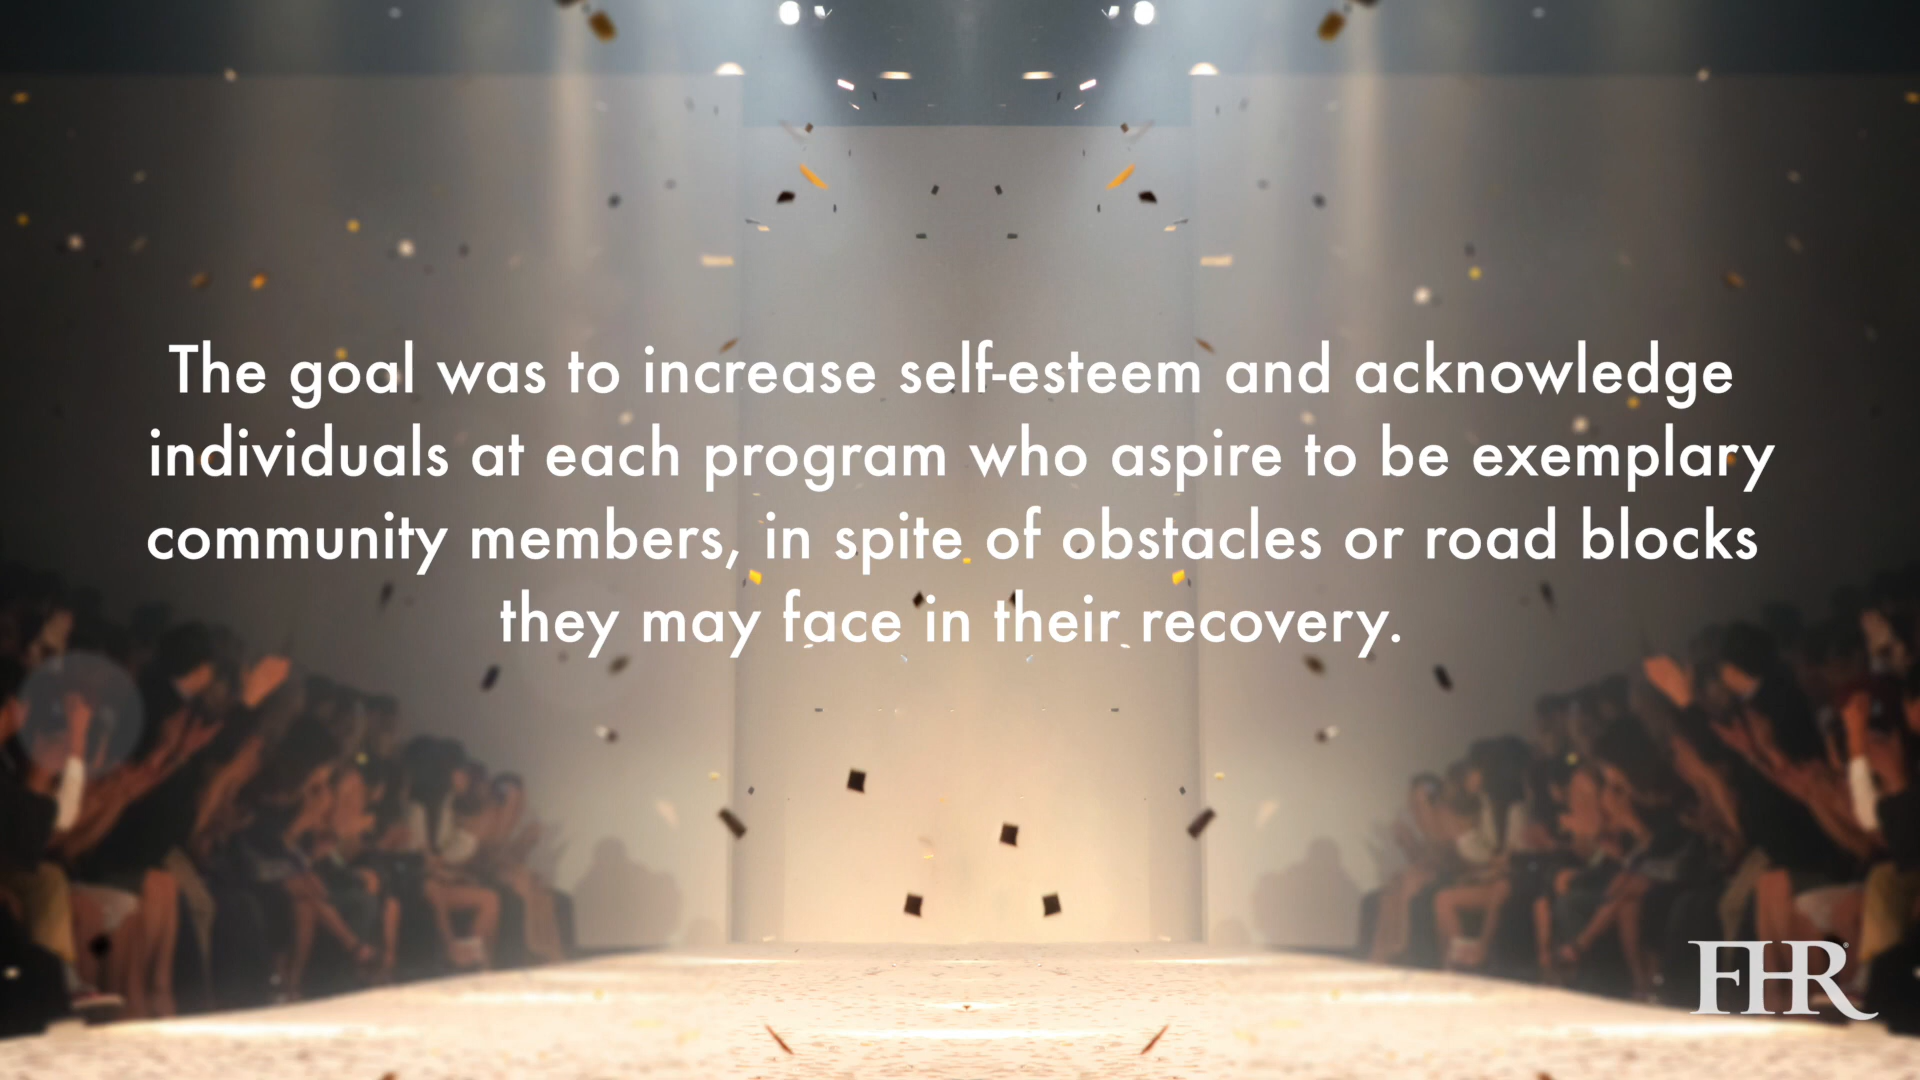 The goal was to increase self-esteem and acknowledge
individuals at each program who aspire to be exemplary
community members, in spite of obstacles or road blocks
they may face in their recovery.
FHR